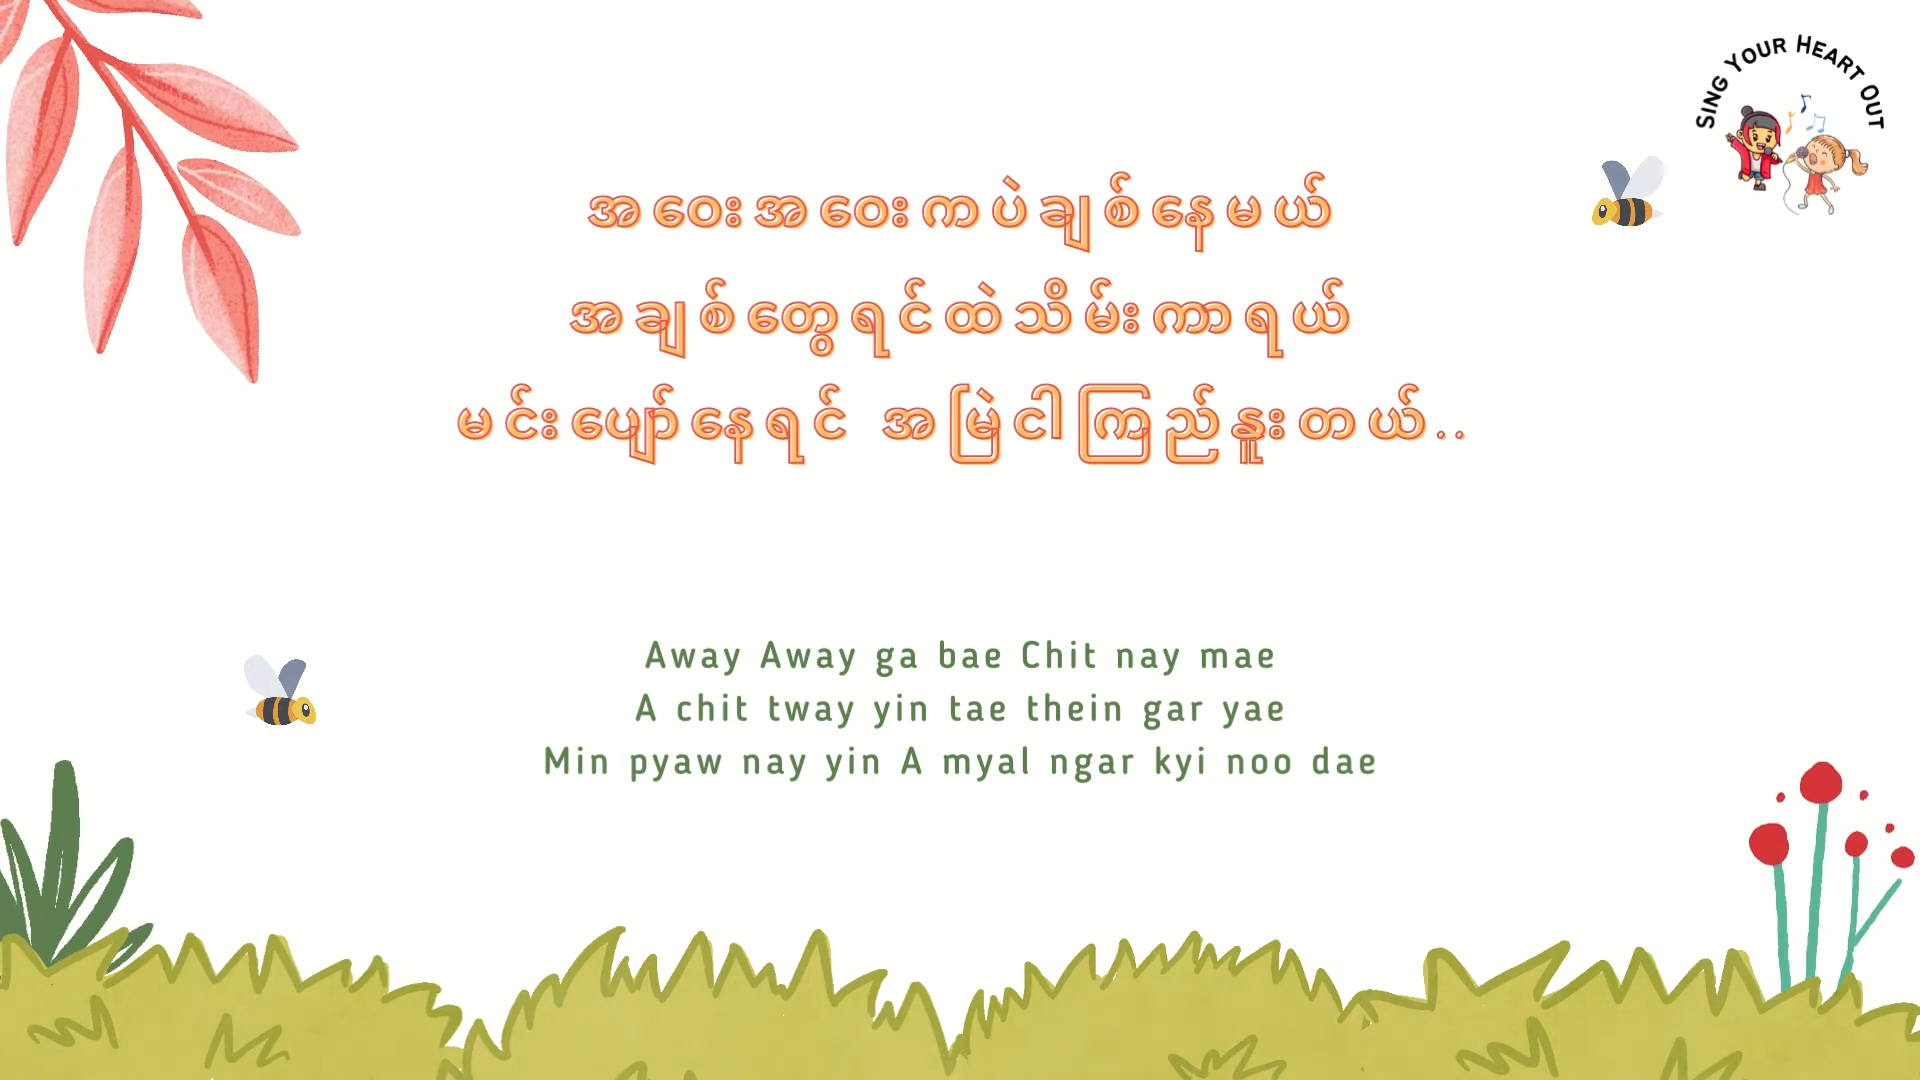 Sing Your Heart Out
အဝေးအဝေးကပဲချစ်နေမယ်
အချစ်တွေရင်ထဲသိမ်းကာရယ်
မင်းပျော်နေရင် အမြဲငါကြည်နူးတယ်..
Away Away ga bae Chit nay mae
A chit tway yin tae thein gar yae
Min pyaw nay yin A myal ngar kyi noo dae